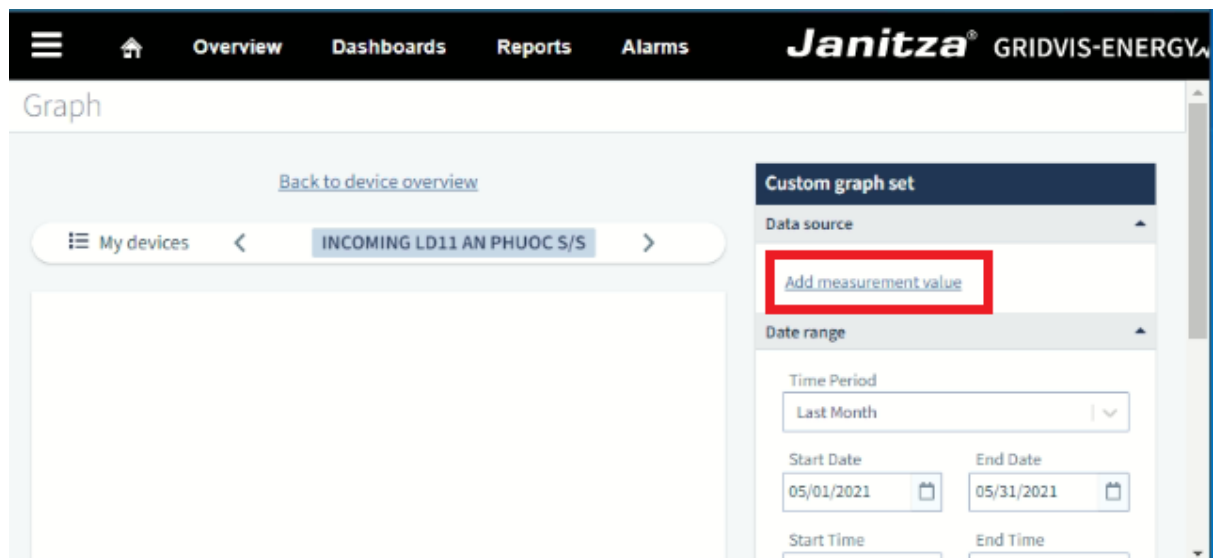 Overview Dashboards Reports Alarms Janitza® GRIDVIS-ENERGY
Graph
Back to device overview
My devices INCOMING LD11 AN PHUOC S/S
Custom graph set
Data source
Add measurement value
Date range
Time Period
Last Month
Start Date End Date
05/01/2021 05/31/2021
Start Time End Time